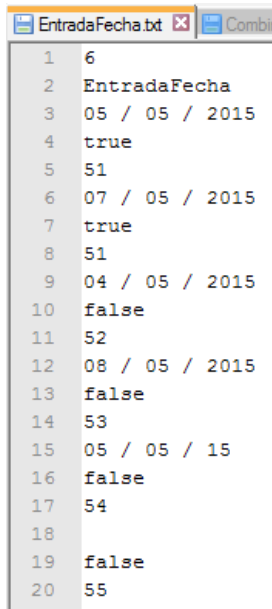 EntradaFecha.txt Combin
1 6
2 EntradaFecha
3 05 / 05 / 2015
4 true
5 51
6 07 / 05 / 2015
7 true
8 51
9 04 / 05 / 2015
10 false
11 52
12 08 / 05 / 2015
13 false
14 53
15 05 / 05 / 15
16 false
17 54
18
19 false
20 55